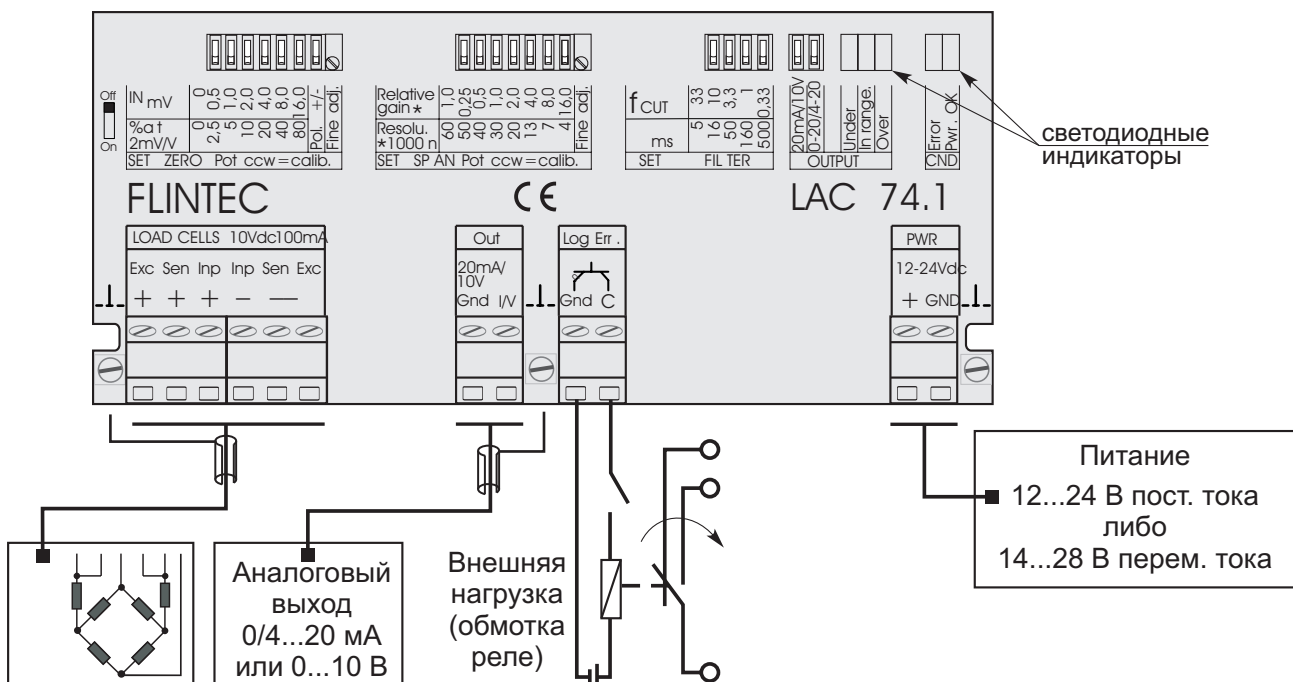 Off
On
IN mV 0 0,5 1,0 2,0 4,0 8,0 16,0 +/-
%a t 2mV/V 0 2,5 5 10 20 40 80 Pol. Fine adj.
SET ZERO Pot ccw=calib.
Relative gain * 1,0 0,25 0,5 1,0 2,0 4,0 8,0 16,0
Resolu. *1000 n 60 50 40 30 20 13 7 4 Fine adj.
SET SP AN Pot ccw=calib.
fCUT 33 10 3,3 1 0,33
ms 5 16 50 160 500
SET FIL TER
20mA/10V
0-20/4-20
Under
In range.
Over
OUTPUT
Error
Pwr. OK
CND
светодиодные
индикаторы
FLINTEC CE LAC 74.1
LOAD CELLS 10Vdc100mA
Exc Sen Inp Inp Sen Exc
+ + + − —
Out
20mA/
10V
Gnd I/V
Log Err .
Gnd C
PWR
12-24Vdc
+ GND
Аналоговый
выход
0/4...20 мА
или 0...10 В
Внешняя
нагрузка
(обмотка
реле)
Питание
12...24 В пост. тока
либо
14...28 В перем. тока